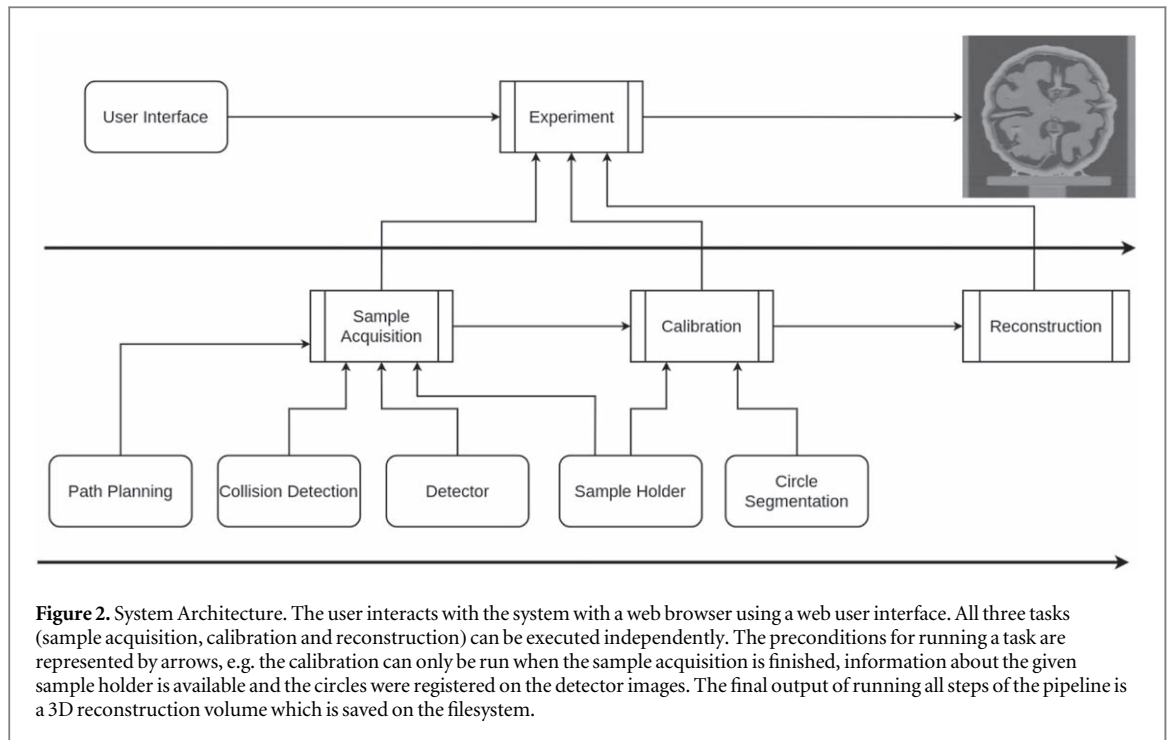 User Interface
Experiment
Sample
Acquisition
Calibration
Reconstruction
Path Planning
Collision Detection
Detector
Sample Holder
Circle
Segmentation
Figure 2. System Architecture. The user interacts with the system with a web browser using a web user interface. All three tasks
(sample acquisition, calibration and reconstruction) can be executed independently. The preconditions for running a task are
represented by arrows, e.g. the calibration can only be run when the sample acquisition is finished, information about the given
sample holder is available and the circles were registered on the detector images. The final output of running all steps of the pipeline is
a 3D reconstruction volume which is saved on the filesystem.